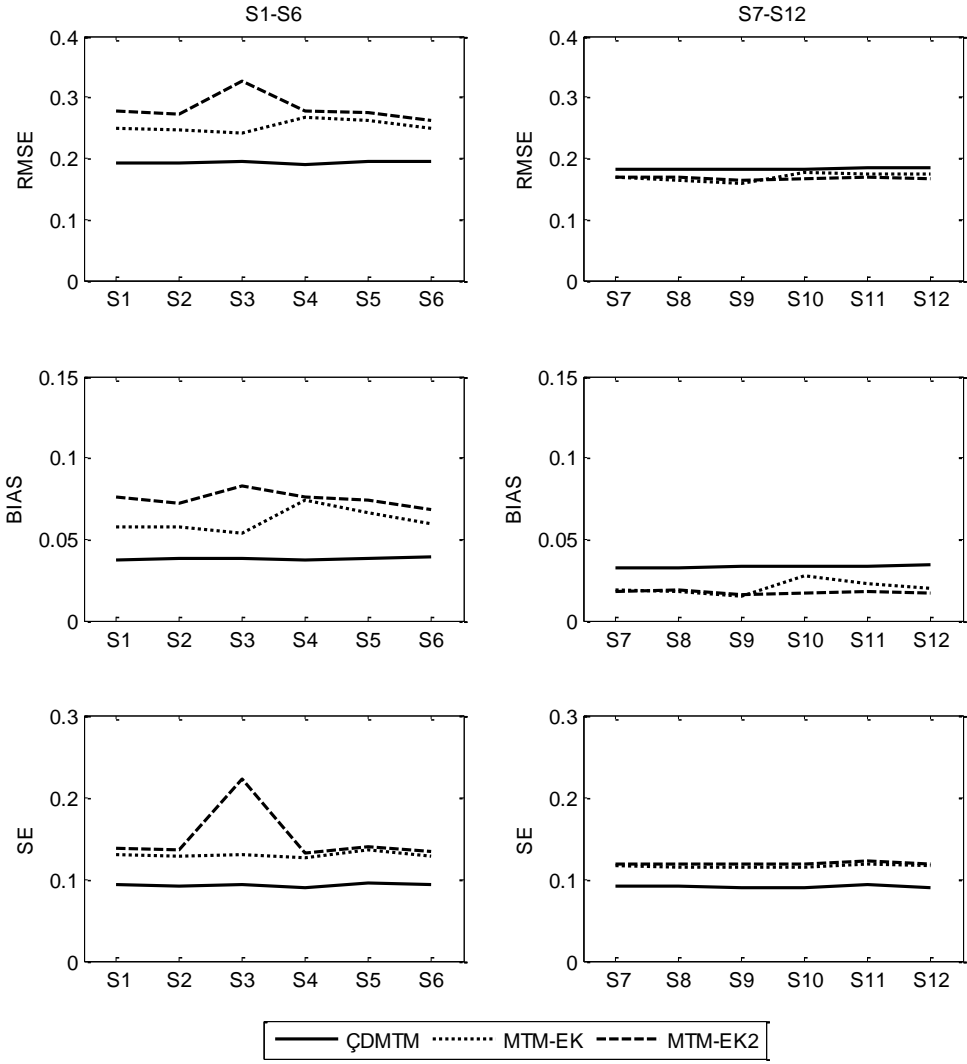 S1-S6
S7-S12
0.4
0.3
0.2
0.1
0
RMSE
S1 S2 S3 S4 S5 S6
0.4
0.3
0.2
0.1
0
RMSE
S7 S8 S9 S10 S11 S12
0.15
0.1
0.05
0
BIAS
S1 S2 S3 S4 S5 S6
0.15
0.1
0.05
0
BIAS
S7 S8 S9 S10 S11 S12
0.3
0.2
0.1
0
SE
S1 S2 S3 S4 S5 S6
0.3
0.2
0.1
0
SE
S7 S8 S9 S10 S11 S12
ÇDMTM MTM-EK MTM-EK2